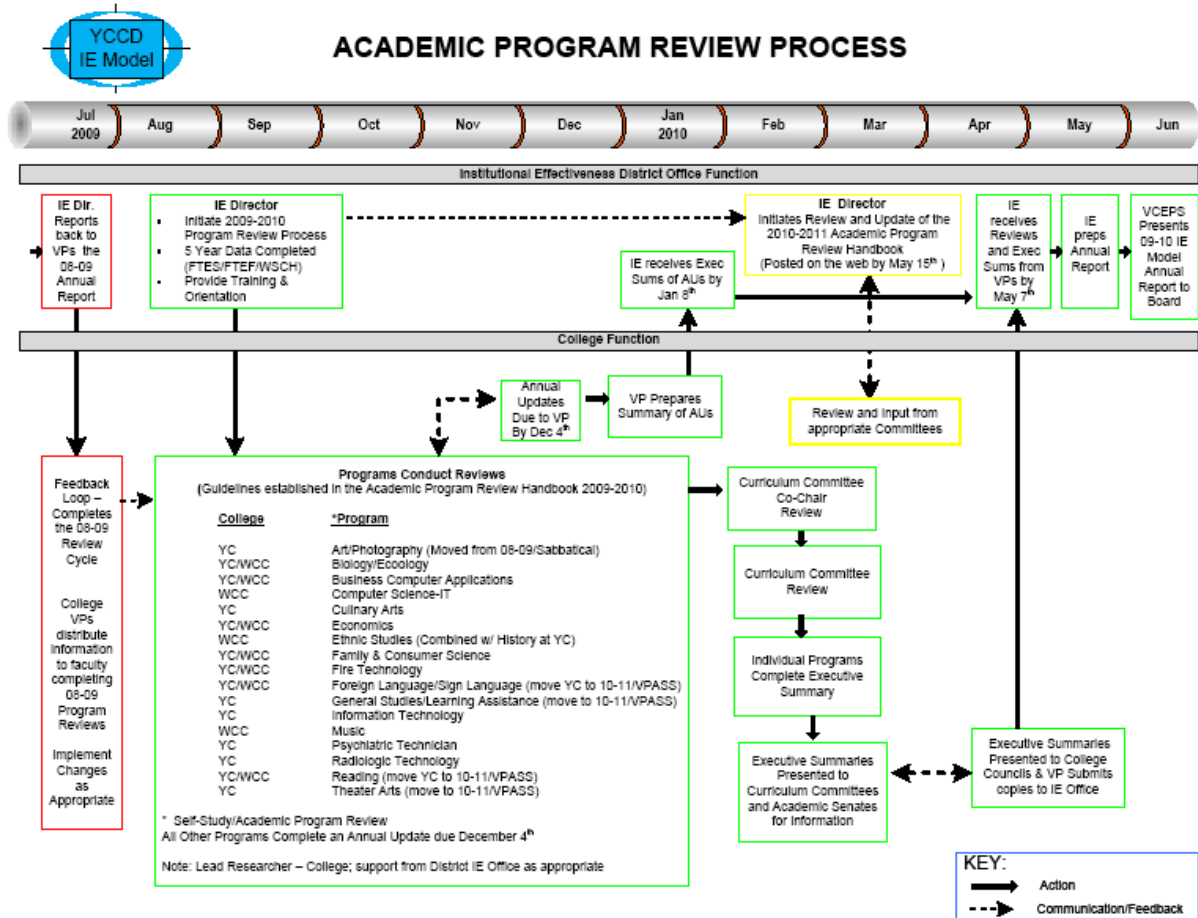 YCCD
IE Model
ACADEMIC PROGRAM REVIEW PROCESS
Jul
2009
Aug
Sep
Oct
Nov
Dec
Jan
2010
Feb
Mar
Apr
May
Jun
Institutional Effectiveness District Office Function
IE Dir.
Reports
back to
VPs the
08-09
Annual
Report
IE Director
• Initiate 2009-2010
Program Review Process
• 5 Year Data Completed
(FTES/FTEF/WSCH)
• Provide Training &
Orientation
IE receives Exec
Sums of AUs by
Jan 8th
IE Director
Initiates Review and Update of the
2010-2011 Academic Program
Review Handbook
(Posted on the web by May 15th )
IE
receives
Reviews
and Exec
Sums from
VPs by
May 7th
IE
preps
Annual
Report
VCEPS
Presents
09-10 IE
Model
Annual
Report to
Board
College Function
Annual
Updates
Due to VP
By Dec 4th
VP Prepares
Summary of AUs
Review and Input from
appropriate Committees
Feedback
Loop –
Completes
the 08-09
Review
Cycle
College
VPs
distribute
information
to faculty
completing
08-09
Program
Reviews
Implement
Changes
as
Appropriate
Programs Conduct Reviews
(Guidelines established in the Academic Program Review Handbook 2009-2010)
College *Program
YC Art/Photography (Moved from 08-09/Sabbatical)
YC/WCC Biology/Ecology
YC/WCC Business Computer Applications
WCC Computer Science-IT
YC Culinary Arts
YC/WCC Economics
WCC Ethnic Studies (Combined w/ History at YC)
YC/WCC Family & Consumer Science
YC/WCC Fire Technology
YC/WCC Foreign Language/Sign Language (move YC to 10-11/VPASS)
YC General Studies/Learning Assistance (move to 10-11/VPASS)
YC Information Technology
WCC Music
YC Psychiatric Technician
YC Radiologic Technology
YC/WCC Reading (move YC to 10-11/VPASS)
YC Theater Arts (move to 10-11/VPASS)
* Self-Study/Academic Program Review
All Other Programs Complete an Annual Update due December 4th
Note: Lead Researcher – College; support from District IE Office as appropriate
Curriculum Committee
Co-Chair
Review
Curriculum Committee
Review
Individual Programs
Complete Executive
Summary
Executive Summaries
Presented to
Curriculum Committees
and Academic Senates
for Information
Executive Summaries
Presented to College
Councils & VP Submits
copies to IE Office
KEY:
Action
Communication/Feedback